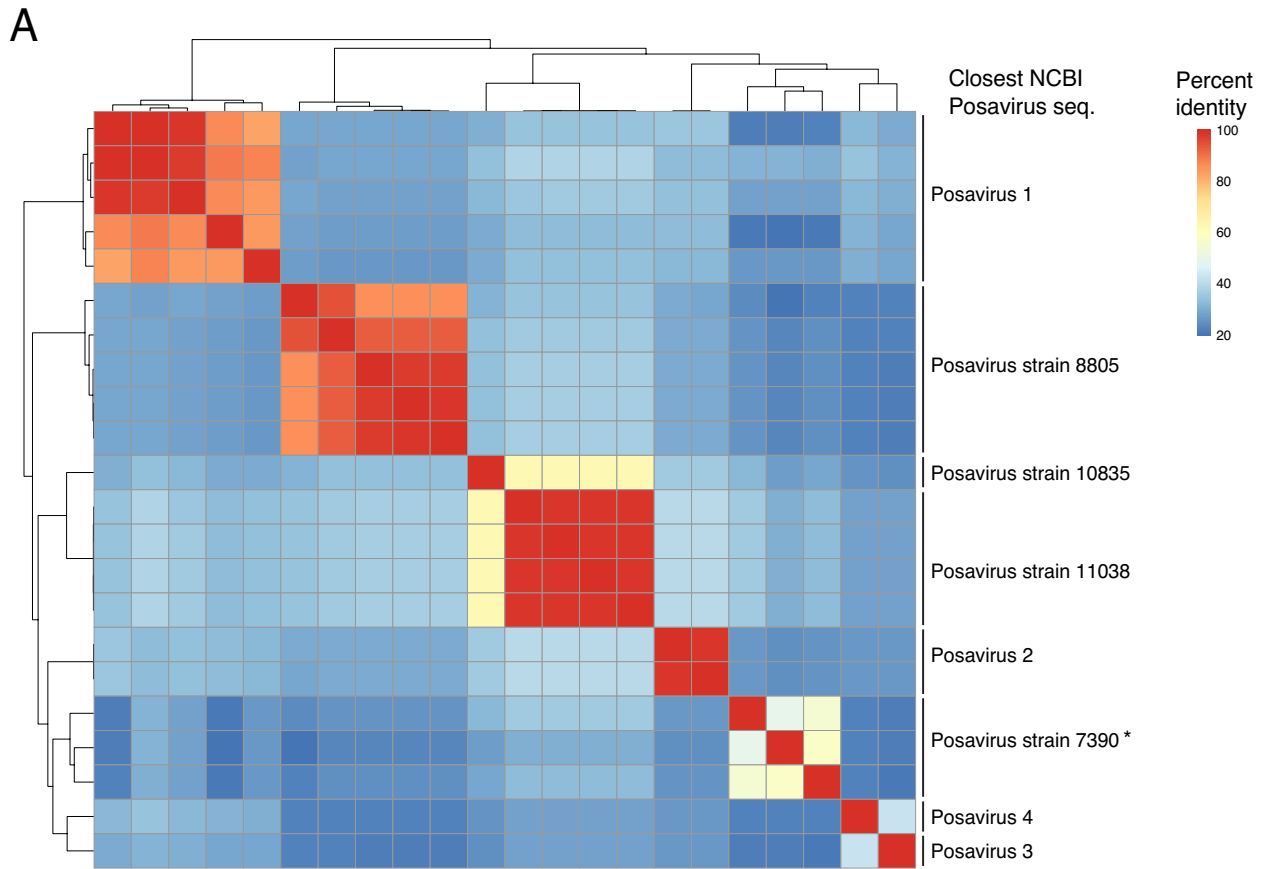 A
Closest NCBI
Posavirus seq.
Percent
identity
100
80
60
40
20
Posavirus 1
Posavirus strain 8805
Posavirus strain 10835
Posavirus strain 11038
Posavirus 2
Posavirus strain 7390 *
Posavirus 4
Posavirus 3